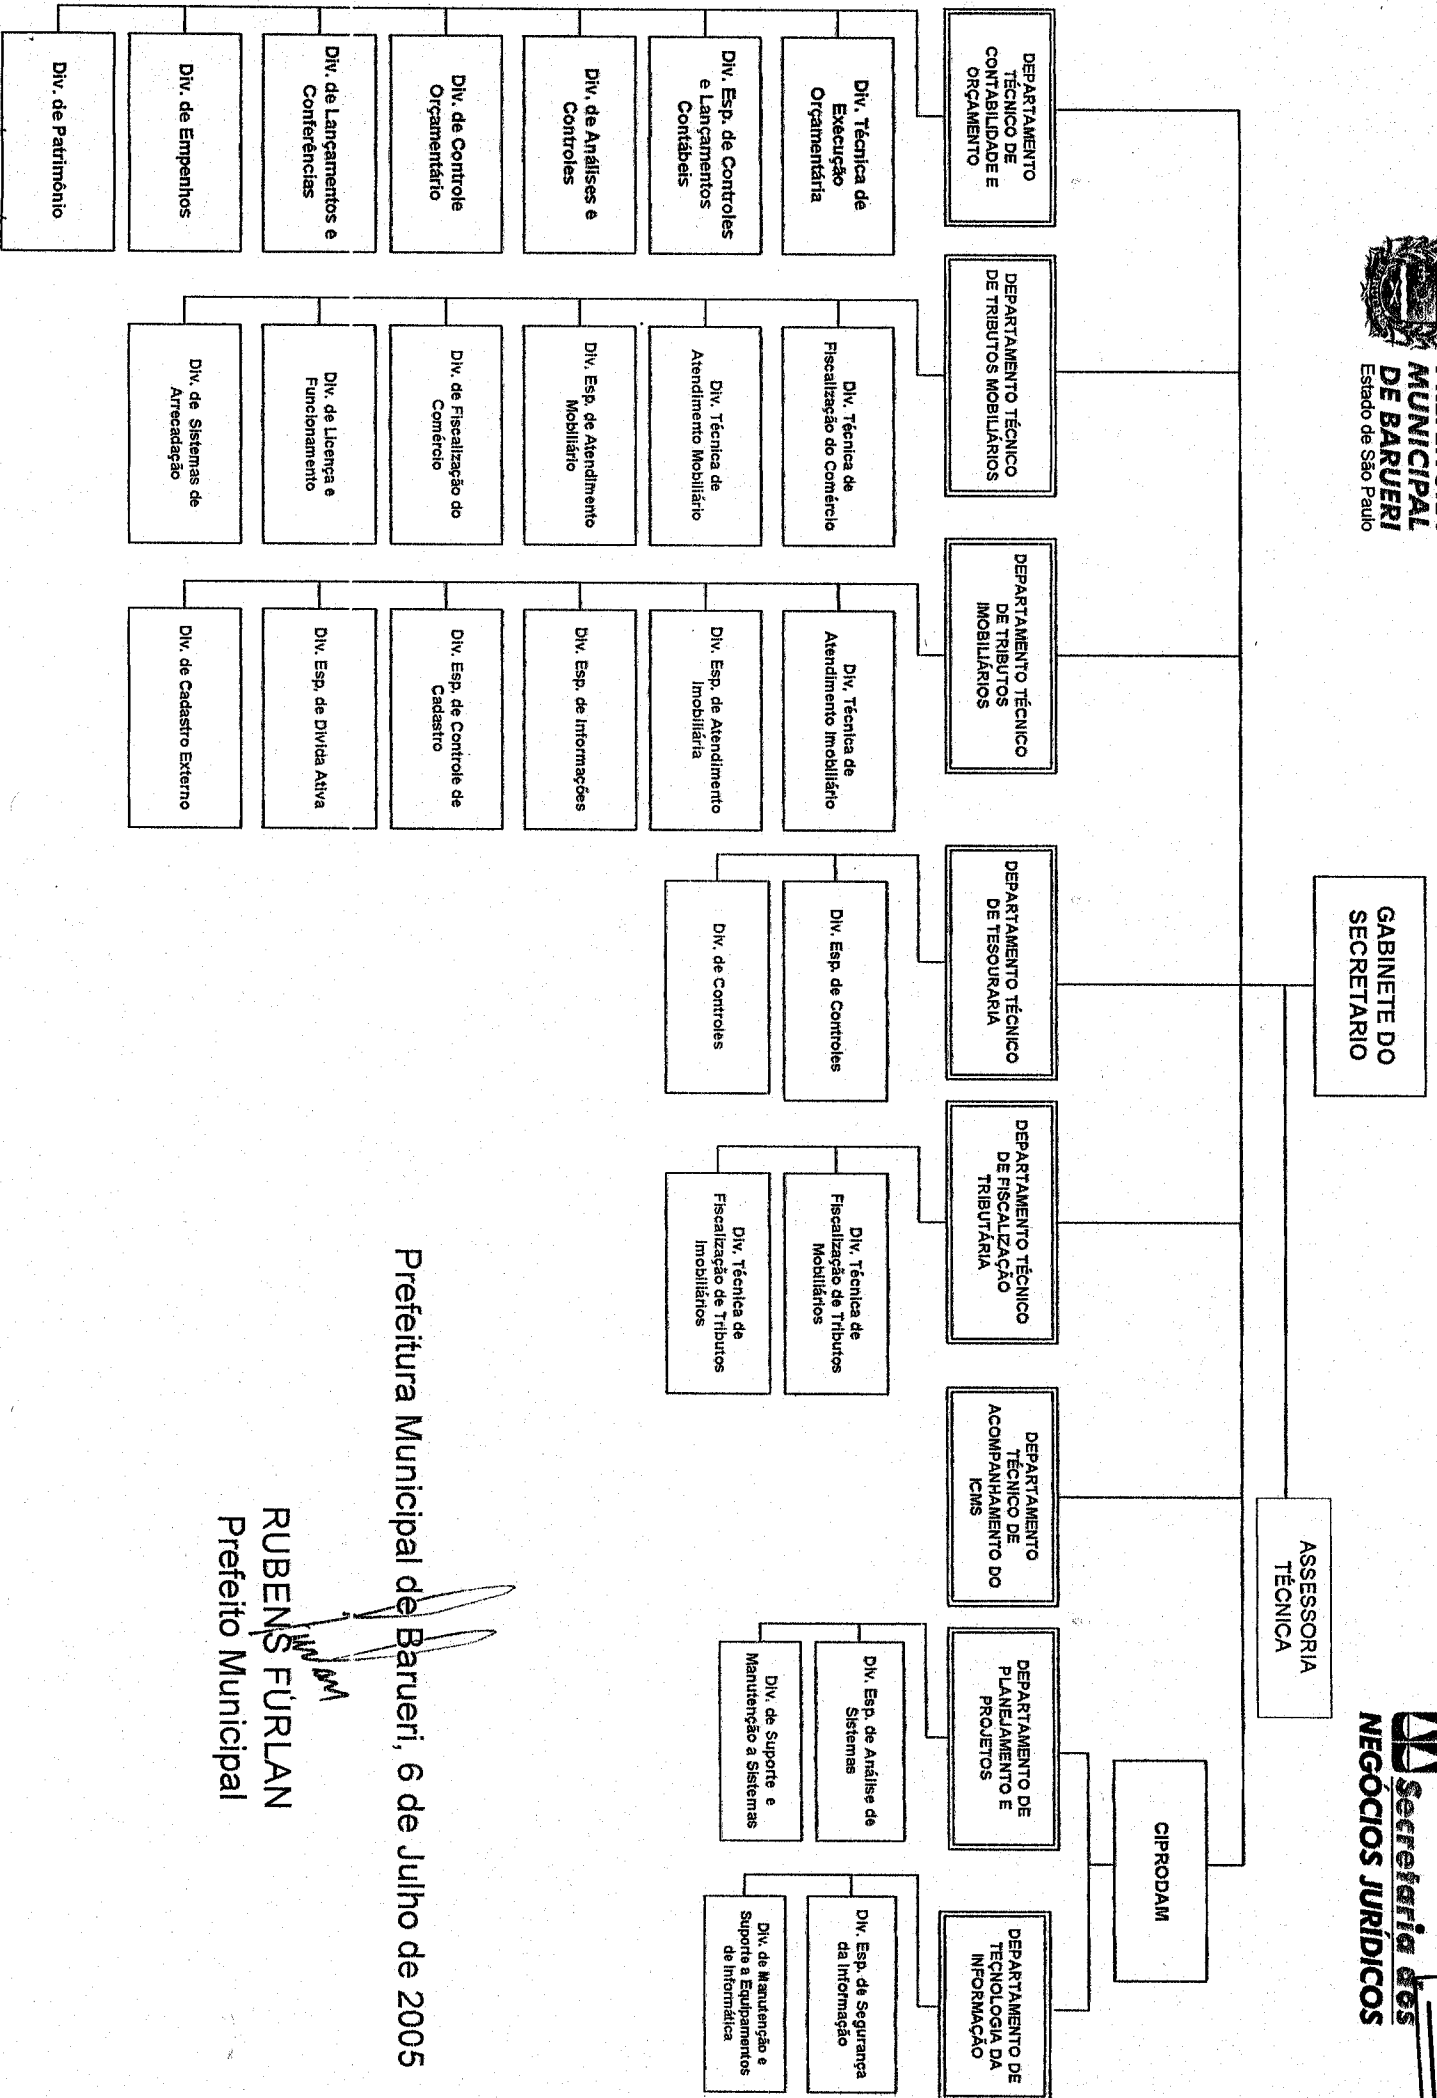 MUNICIPAL
DE BARUERI
Estado de São Paulo
Secretaria dos
NEGÓCIOS JURÍDICOS
GABINETE DO
SECRETARIO
ASSESSORIA
TÉCNICA
CIPRODAM
DEPARTAMENTO
TÉCNICO DE
CONTABILIDADE E
ORÇAMENTO
Div. Técnica de
Execução
Orçamentária
Div. Esp. de Controles
e Lançamentos
Contábeis
Div. de Análises e
Controles
Div. de Controle
Orçamentário
Div. de Lançamentos e
Conferências
Div. de Empenhos
Div. de Patrimônio
DEPARTAMENTO TÉCNICO
DE TRIBUTOS MOBILIÁRIOS
Div. Técnica de
Fiscalização do Comércio
Div. Técnica de
Atendimento Mobiliário
Div. Esp. de Atendimento
Mobiliário
Div. de Fiscalização do
Comércio
Div. de Licença e
Funcionamento
Div. de Sistemas de
Arrecadação
DEPARTAMENTO TÉCNICO
DE TRIBUTOS
IMOBILIÁRIOS
Div. Técnica de
Atendimento Imobiliário
Div. Esp. de Atendimento
Imobiliária
Div. Esp. de Informações
Div. Esp. de Controle de
Cadastro
Div. Esp. de Divida Ativa
Div. de Cadastro Externo
DEPARTAMENTO TÉCNICO
DE TESOURARIA
Div. Esp. de Controles
Div. de Controles
DEPARTAMENTO TÉCNICO
DE FISCALIZAÇÃO
TRIBUTÁRIA
Div. Técnica de
Fiscalização de Tributos
Mobiliários
Div. Técnica de
Fiscalização de Tributos
Imobiliários
DEPARTAMENTO
TÉCNICO DE
ACOMPANHAMENTO DO
ICMS
DEPARTAMENTO DE
PLANEJAMENTO E
PROJETOS
Div. Esp. de Análise de
Sistemas
Div. de Suporte e
Manutenção a Sistemas
DEPARTAMENTO DE
TECNOLOGIA DA
INFORMAÇÃO
Div. Esp. de Segurança
da Informação
Div. de Manutenção e
Suporte a Equipamentos
de Informática
Prefeitura Municipal de Barueri, 6 de Julho de 2005
RUBENS FURLAN
Prefeito Municipal